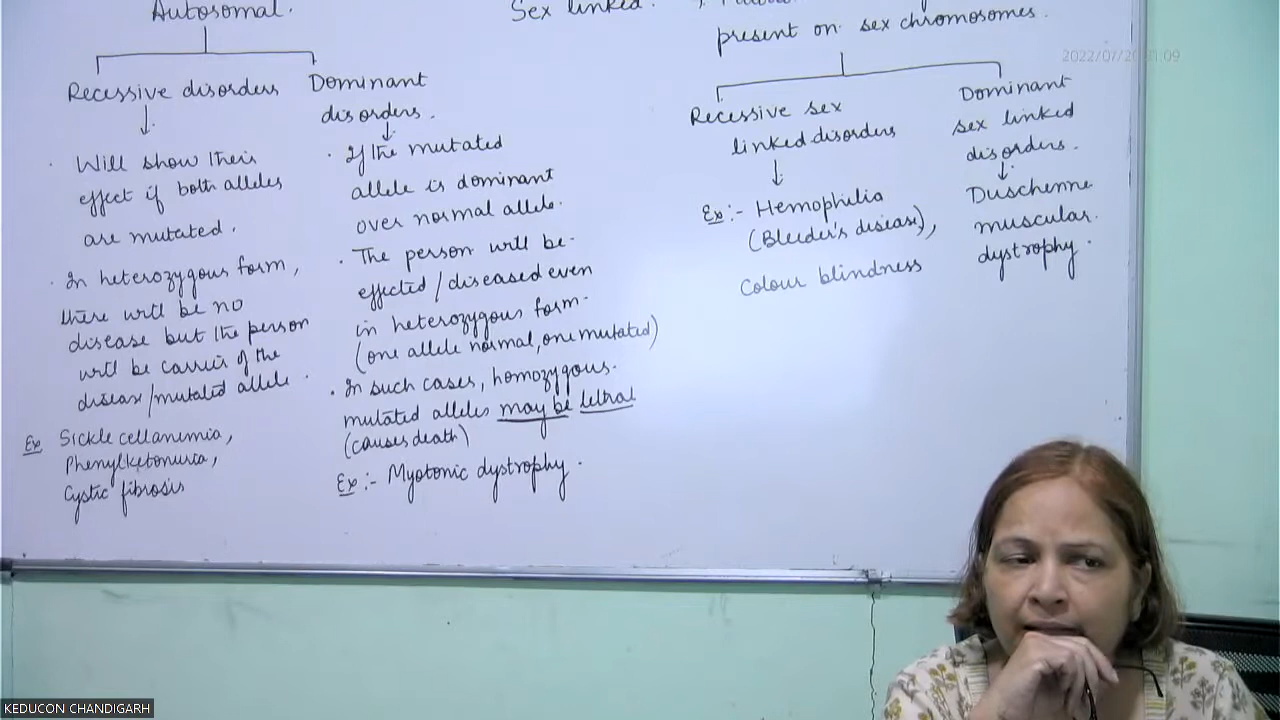 Autosomal.
Recessive disorders
Will show their
effect if both alleles
are mutated.
In heterozygous form,
there will be no
disease but the person
will be carrier of the
disease/mutated allele.
Ex Sickle cell anemia,
Phenylketonuria,
Cystic fibrosis
Dominant
disorders.
If the mutated
allele is dominant
over normal allele.
The person will be
effected/diseased even
in heterozygous form.
(one allele normal, one mutated)
In such cases, homozygous
mutated alleles may be lethal
(causes death)
Ex:- Myotonic dystrophy.
Sex linked.
present on sex chromosomes.
Recessive sex
linked disorders
Ex:- Hemophilia
(Bleeder's disease),
Colour blindness
Dominant
sex linked
disorders.
Duschenne
muscular
dystrophy.
KEDUCON CHANDIGARH